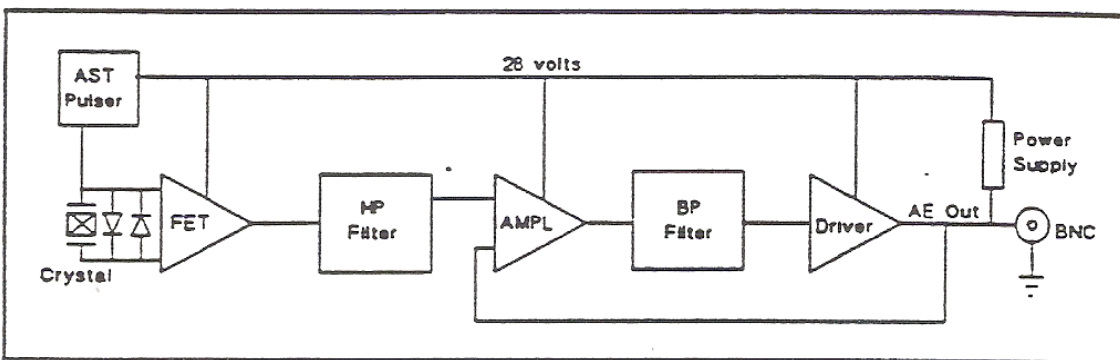 AST
Pulser
28 volts
Power
Supply
FET
HP
Filter
AMPL
BP
Filter
Driver
AE Out
BNC
Crystal